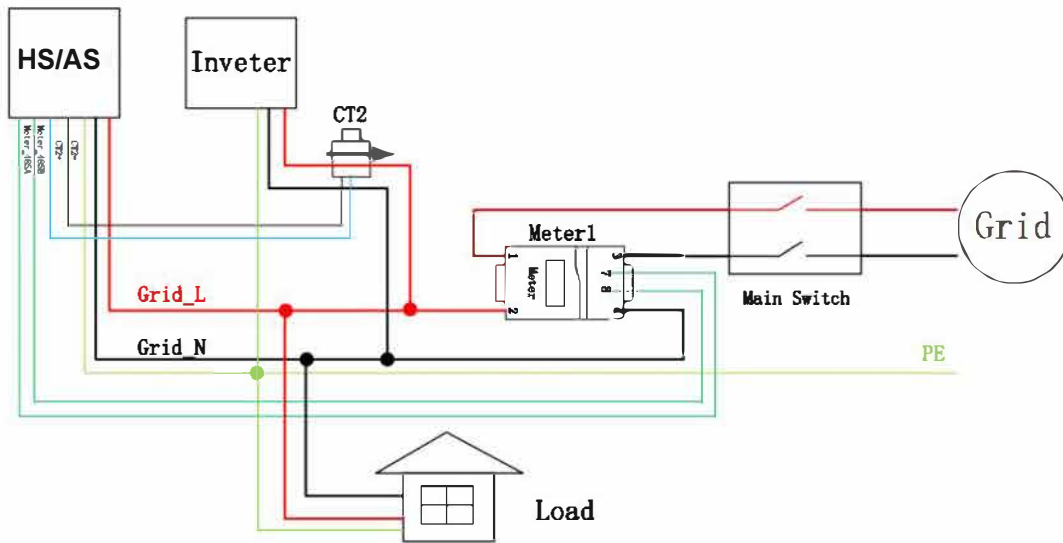 HS/AS
Inveter
CT2
Meter_485A
Meter_485B
CT2+
CT2-
Meter1
Grid
1
3
7
8
Meter
2
Main Switch
Grid_L
Grid_N
PE
Load